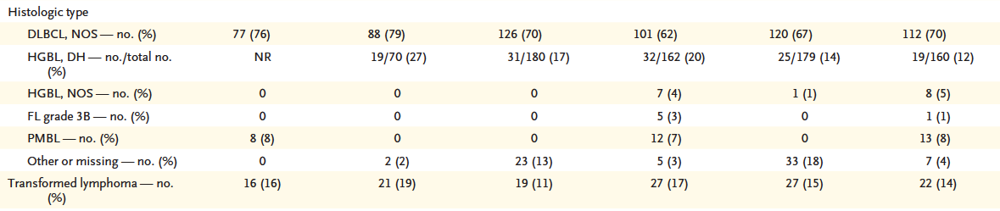 Histologic type
DLBCL, NOS — no. (%) 77 (76) 88 (79) 126 (70) 101 (62) 120 (67) 112 (70)
HGBL, DH — no./total no. NR 19/70 (27) 31/180 (17) 32/162 (20) 25/179 (14) 19/160 (12)
(%)
HGBL, NOS — no. (%) 0 0 0 7 (4) 1 (1) 8 (5)
FL grade 3B — no. (%) 0 0 0 5 (3) 0 1 (1)
PMBL — no. (%) 8 (8) 0 0 12 (7) 0 13 (8)
Other or missing — no. (%) 0 2 (2) 23 (13) 5 (3) 33 (18) 7 (4)
Transformed lymphoma — no. 16 (16) 21 (19) 19 (11) 27 (17) 27 (15) 22 (14)
(%)